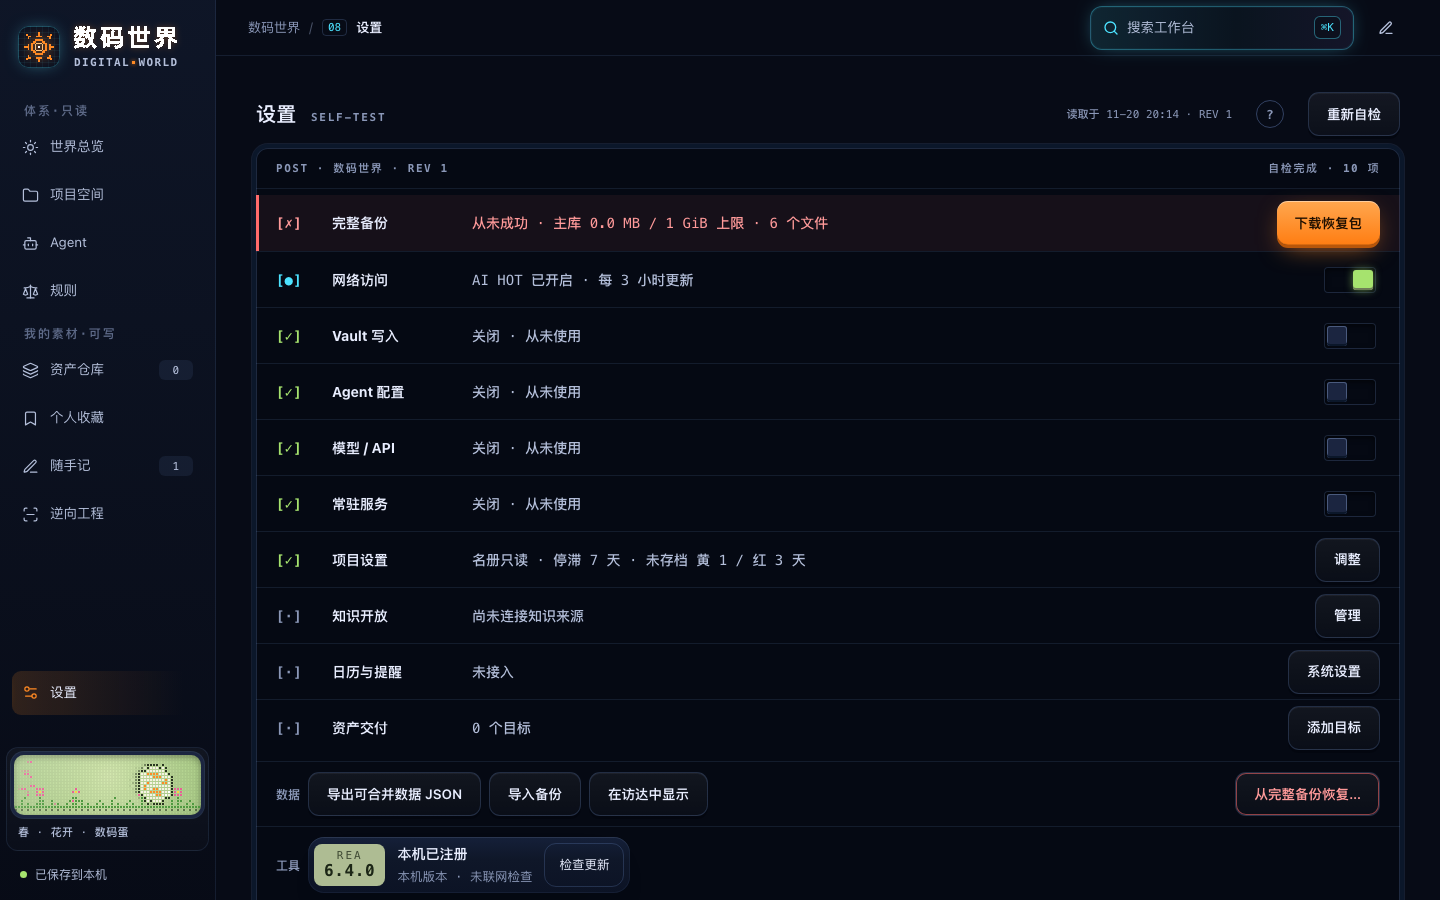 数码世界
DIGITAL•WORLD
体系·只读
世界总览
项目空间
Agent
规则
我的素材·可写
资产仓库 0
个人收藏
随手记 1
逆向工程
设置
春 · 花开 · 数码蛋
已保存到本机
数码世界 / 08 设置
搜索工作台 ⌘K
设置 SELF-TEST
读取于 11-20 20:14 · REV 1 ? 重新自检
POST · 数码世界 · REV 1 自检完成 · 10 项
[✗] 完整备份 从未成功 · 主库 0.0 MB / 1 GiB 上限 · 6 个文件 下载恢复包
[●] 网络访问 AI HOT 已开启 · 每 3 小时更新
[✓] Vault 写入 关闭 · 从未使用
[✓] Agent 配置 关闭 · 从未使用
[✓] 模型 / API 关闭 · 从未使用
[✓] 常驻服务 关闭 · 从未使用
[✓] 项目设置 名册只读 · 停滞 7 天 · 未存档 黄 1 / 红 3 天 调整
[·] 知识开放 尚未连接知识来源 管理
[·] 日历与提醒 未接入 系统设置
[·] 资产交付 0 个目标 添加目标
数据 导出可合并数据 JSON 导入备份 在访达中显示 从完整备份恢复...
工具 REA 6.4.0 本机已注册 检查更新
本机版本 · 未联网检查